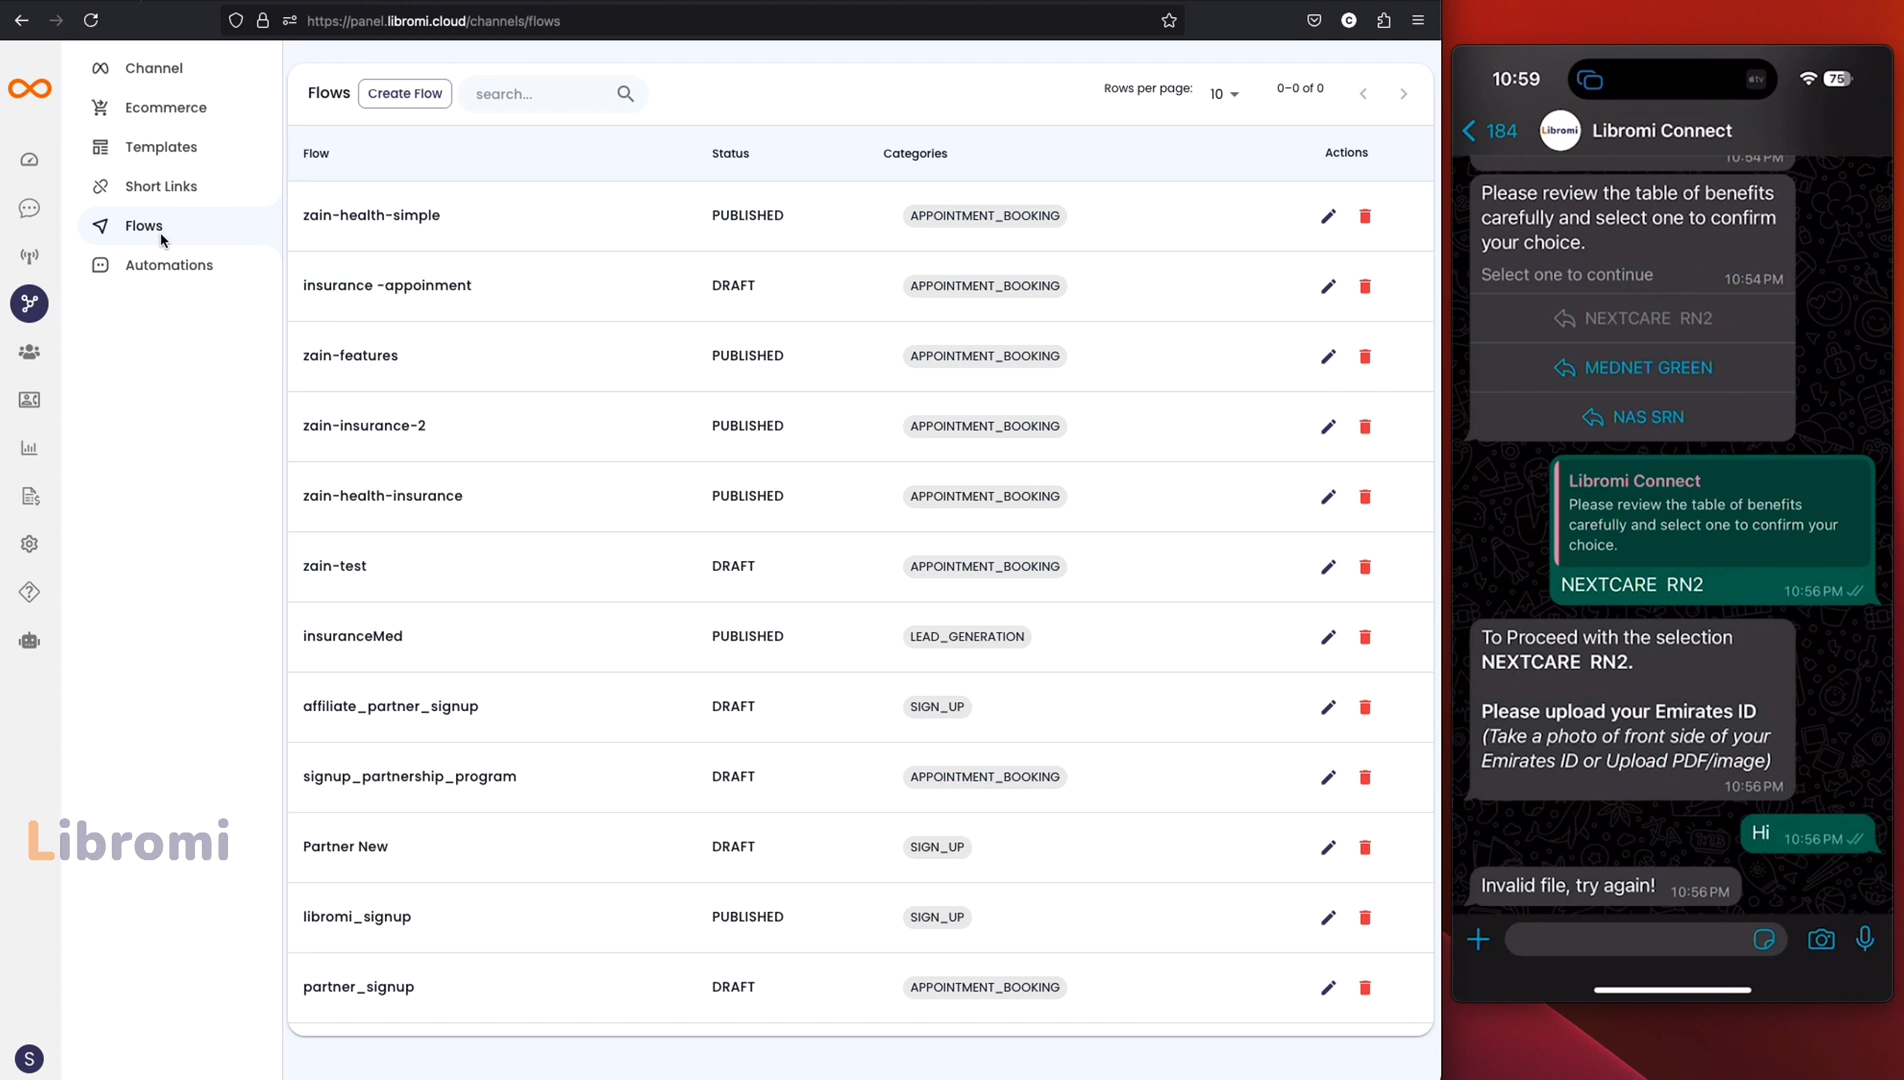 https://panel.libromi.cloud/channels/flows
Channel
Ecommerce
Templates
Short Links
Flows
Automations
S
Libromi
Flows
Create Flow
search...
Rows per page:
10
0–0 of 0
Flow Status Categories Actions
zain-health-simple PUBLISHED APPOINTMENT_BOOKING
insurance -appoinment DRAFT APPOINTMENT_BOOKING
zain-features PUBLISHED APPOINTMENT_BOOKING
zain-insurance-2 PUBLISHED APPOINTMENT_BOOKING
zain-health-insurance PUBLISHED APPOINTMENT_BOOKING
zain-test DRAFT APPOINTMENT_BOOKING
insuranceMed PUBLISHED LEAD_GENERATION
affiliate_partner_signup DRAFT SIGN_UP
signup_partnership_program DRAFT APPOINTMENT_BOOKING
Partner New DRAFT SIGN_UP
libromi_signup PUBLISHED SIGN_UP
partner_signup DRAFT APPOINTMENT_BOOKING
10:59
tv
75
184
Libromi
Libromi Connect
10:54 PM
Please review the table of benefits
carefully and select one to confirm
your choice.
Select one to continue 10:54 PM
NEXTCARE RN2
MEDNET GREEN
NAS SRN
Libromi Connect
Please review the table of benefits
carefully and select one to confirm your
choice.
NEXTCARE RN2 10:56 PM
To Proceed with the selection
NEXTCARE RN2.
Please upload your Emirates ID
(Take a photo of front side of your
Emirates ID or Upload PDF/image)
10:56 PM
Hi 10:56 PM
Invalid file, try again! 10:56 PM